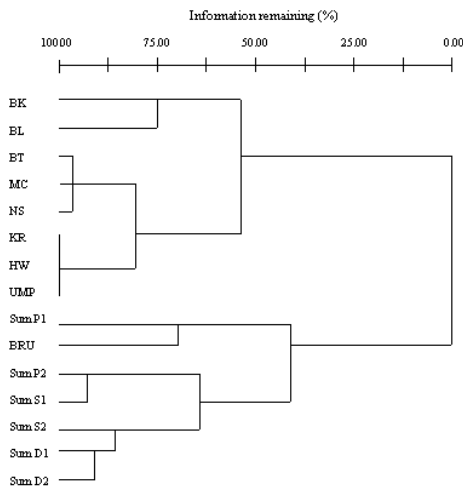 Information remaining (%)
100.00 75.00 50.00 25.00 0.00
BK
BL
BT
MC
NS
KR
HW
UMP
Sum P1
BRU
Sum P2
Sum S1
Sum S2
Sum D1
Sum D2